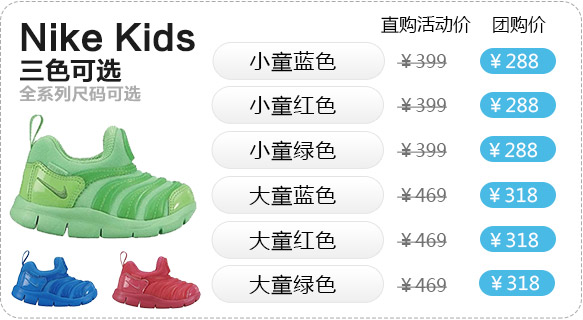 Nike Kids
三色可选
全系列尺码可选
直购活动价 团购价
小童蓝色 ¥399 ¥288
小童红色 ¥399 ¥288
小童绿色 ¥399 ¥288
大童蓝色 ¥469 ¥318
大童红色 ¥469 ¥318
大童绿色 ¥469 ¥318